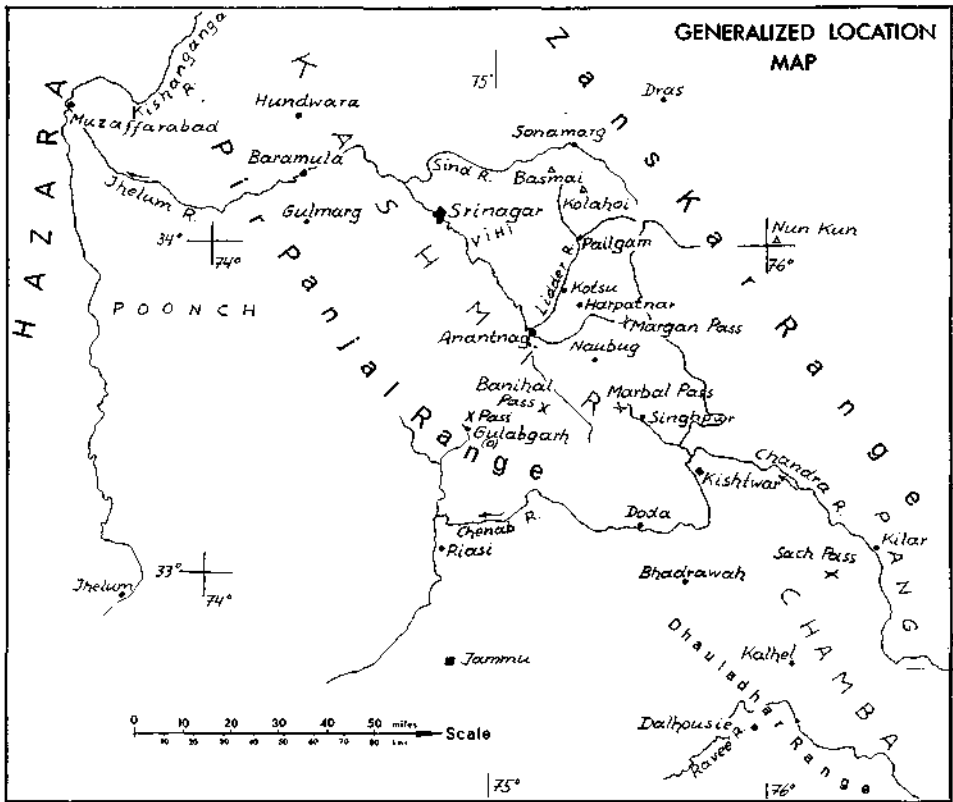 GENERALIZED LOCATION
MAP
Zanskar Range
KASHMIR
HAZARA
Pir Panjal Range
75°
Dras
Kishanganga
R.
Hundwara
Muzaffarabad
Sonamarg
Baramula
Sind R.
Basmai
Kolahoi
Jhelum
R.
Gulmarg
Srinagar
VIHI
Pailgam
Nun Kun
34°
74°
76°
Lidder R.
Kotsu
Harpatnar
POONCH
Margan Pass
Anantnag
Naubug
Banihal
Pass
Marbal Pass
Singhpur
Pass
Gulabgarh
(a)
Chandra
R.
Kishtwar
Chenab
R.
Doda
Kilar
Riasi
Sach Pass
PANGI
33°
74°
Jhelum
Bhadrawah
CHAMBA
Dhauladhar Range
Kalhel
Jammu
0 10 20 30 40 50 miles
Scale
Dalhousie
Ravee R.
75°
76°